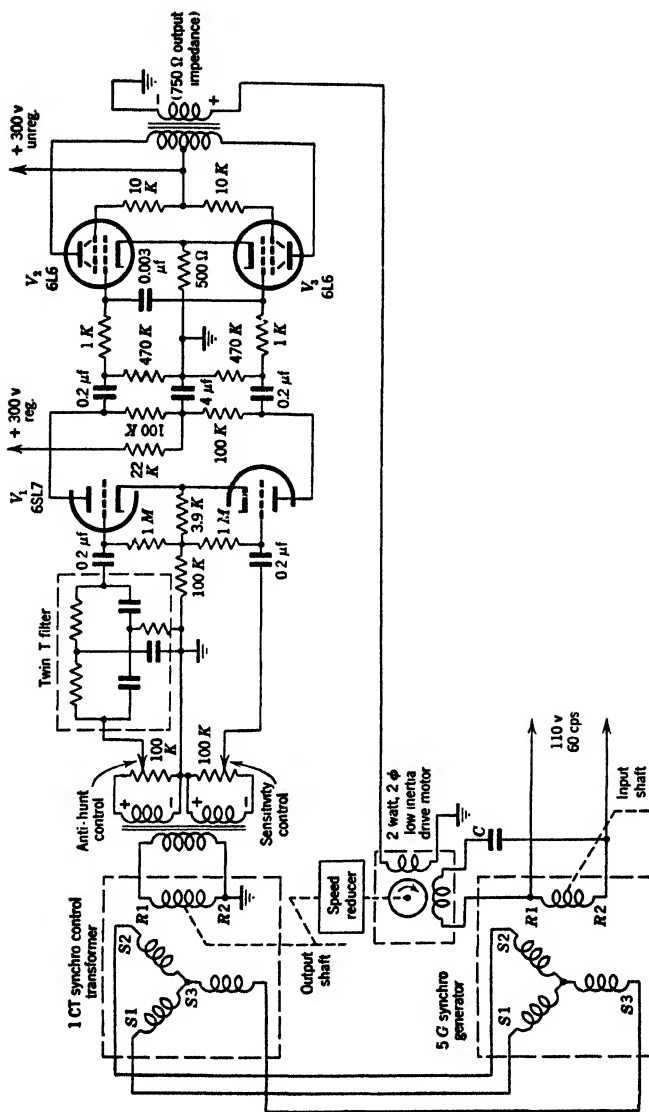 1 CT synchro control
transformer
S2
S1
S3
R1
R2
Anti-hunt
control
Sensitivity
control
+
-
+
-
100
K
100 K
Twin T filter
0.2 μf
0.2 μf
1 M
1 M
100 K
3.9 K
V1
6SL7
+ 300 v
reg.
22
K
100 K
100 K
0.2 μf
4 μf
0.2 μf
470 K
470 K
1 K
1 K
0.003
μf
500 Ω
V2
6L6
V3
6L6
10
K
10 K
+ 300 v
unreg.
-
+
(750 Ω output
impedance)
Output
shaft
Speed
reducer
2 watt, 2 ϕ
low inertia
drive motor
C
5 G synchro
generator
S2
S1
S3
R1
R2
110 v
60 cps
Input
shaft